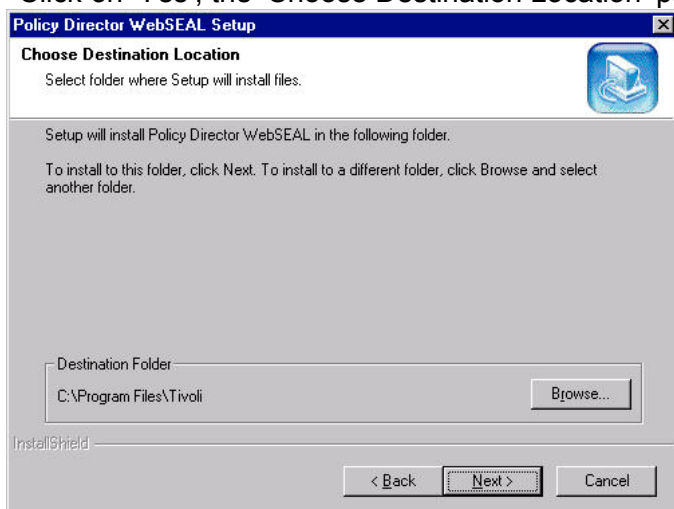 Click on 'Yes', the 'Choose Destination Location' p
Policy Director WebSEAL Setup
Choose Destination Location
Select folder where Setup will install files.
Setup will install Policy Director WebSEAL in the following folder.
To install to this folder, click Next. To install to a different folder, click Browse and select
another folder.
Destination Folder
C:\Program Files\Tivoli
Browse...
InstallShield
< Back
Next >
Cancel